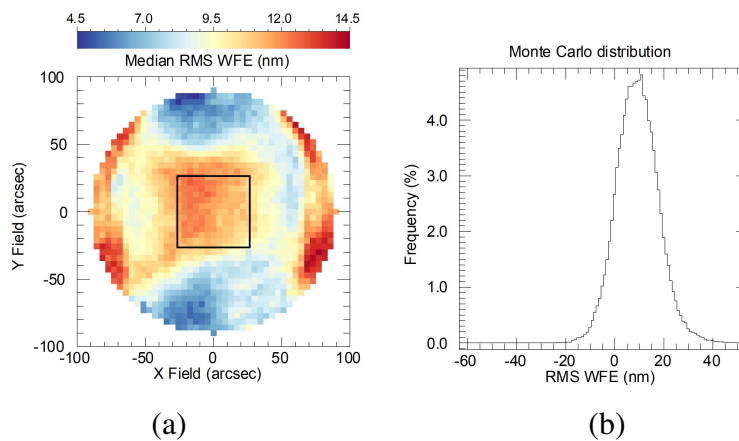 4.5 7.0 9.5 12.0 14.5
Median RMS WFE (nm)
100
50
0
-50
-100
Y Field (arcsec)
-100 -50 0 50 100
X Field (arcsec)
(a)
Monte Carlo distribution
4.0
3.0
2.0
1.0
0.0
Frequency (%)
-60 -40 -20 0 20 40
RMS WFE (nm)
(b)